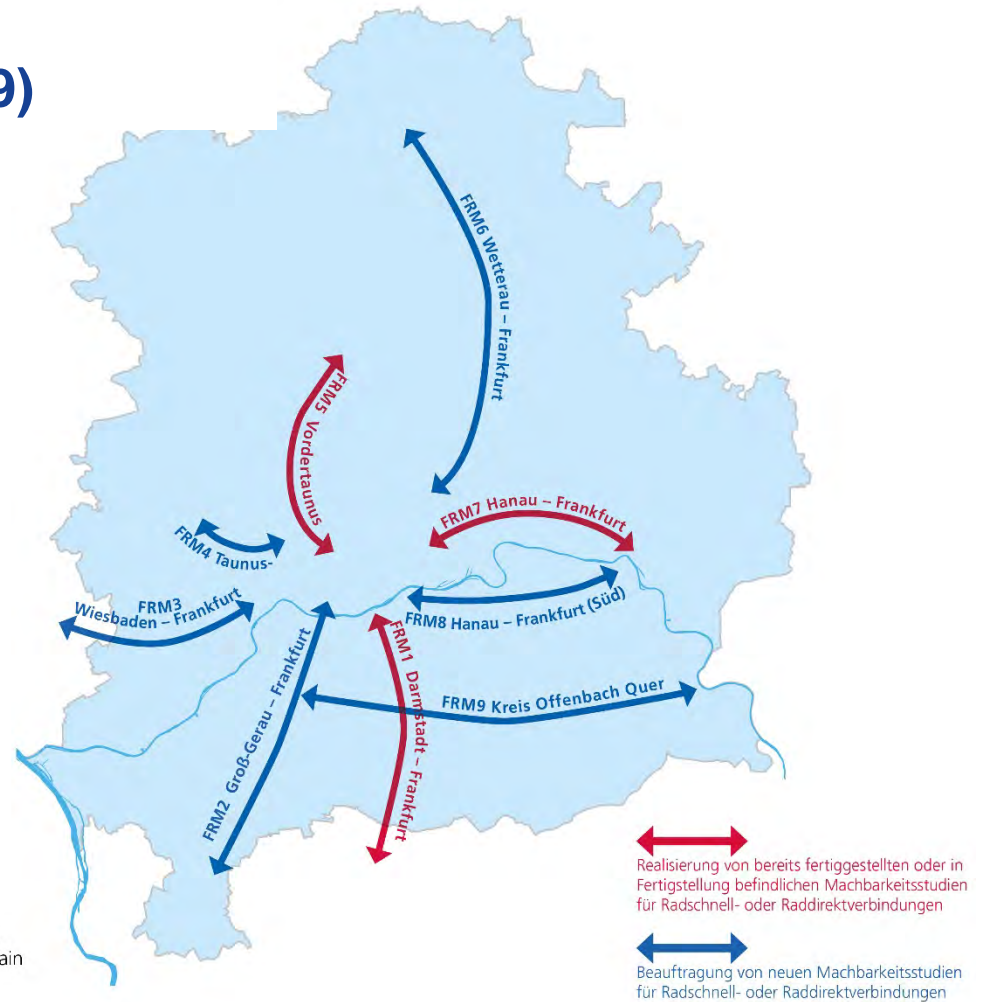 9)
FRM6 Wetterau – Frankfurt
FRM5 Vordertaunus
FRM7 Hanau – Frankfurt
FRM4 Taunus-
FRM3
Wiesbaden – Frankfurt
FRM8 Hanau – Frankfurt (Süd)
FRM1 Darmstadt – Frankfurt
FRM2 Groß-Gerau – Frankfurt
FRM9 Kreis Offenbach Quer
Realisierung von bereits fertiggestellten oder in
Fertigstellung befindlichen Machbarkeitsstudien
für Radschnell- oder Raddirektverbindungen
ain
Beauftragung von neuen Machbarkeitsstudien
für Radschnell- oder Raddirektverbindungen